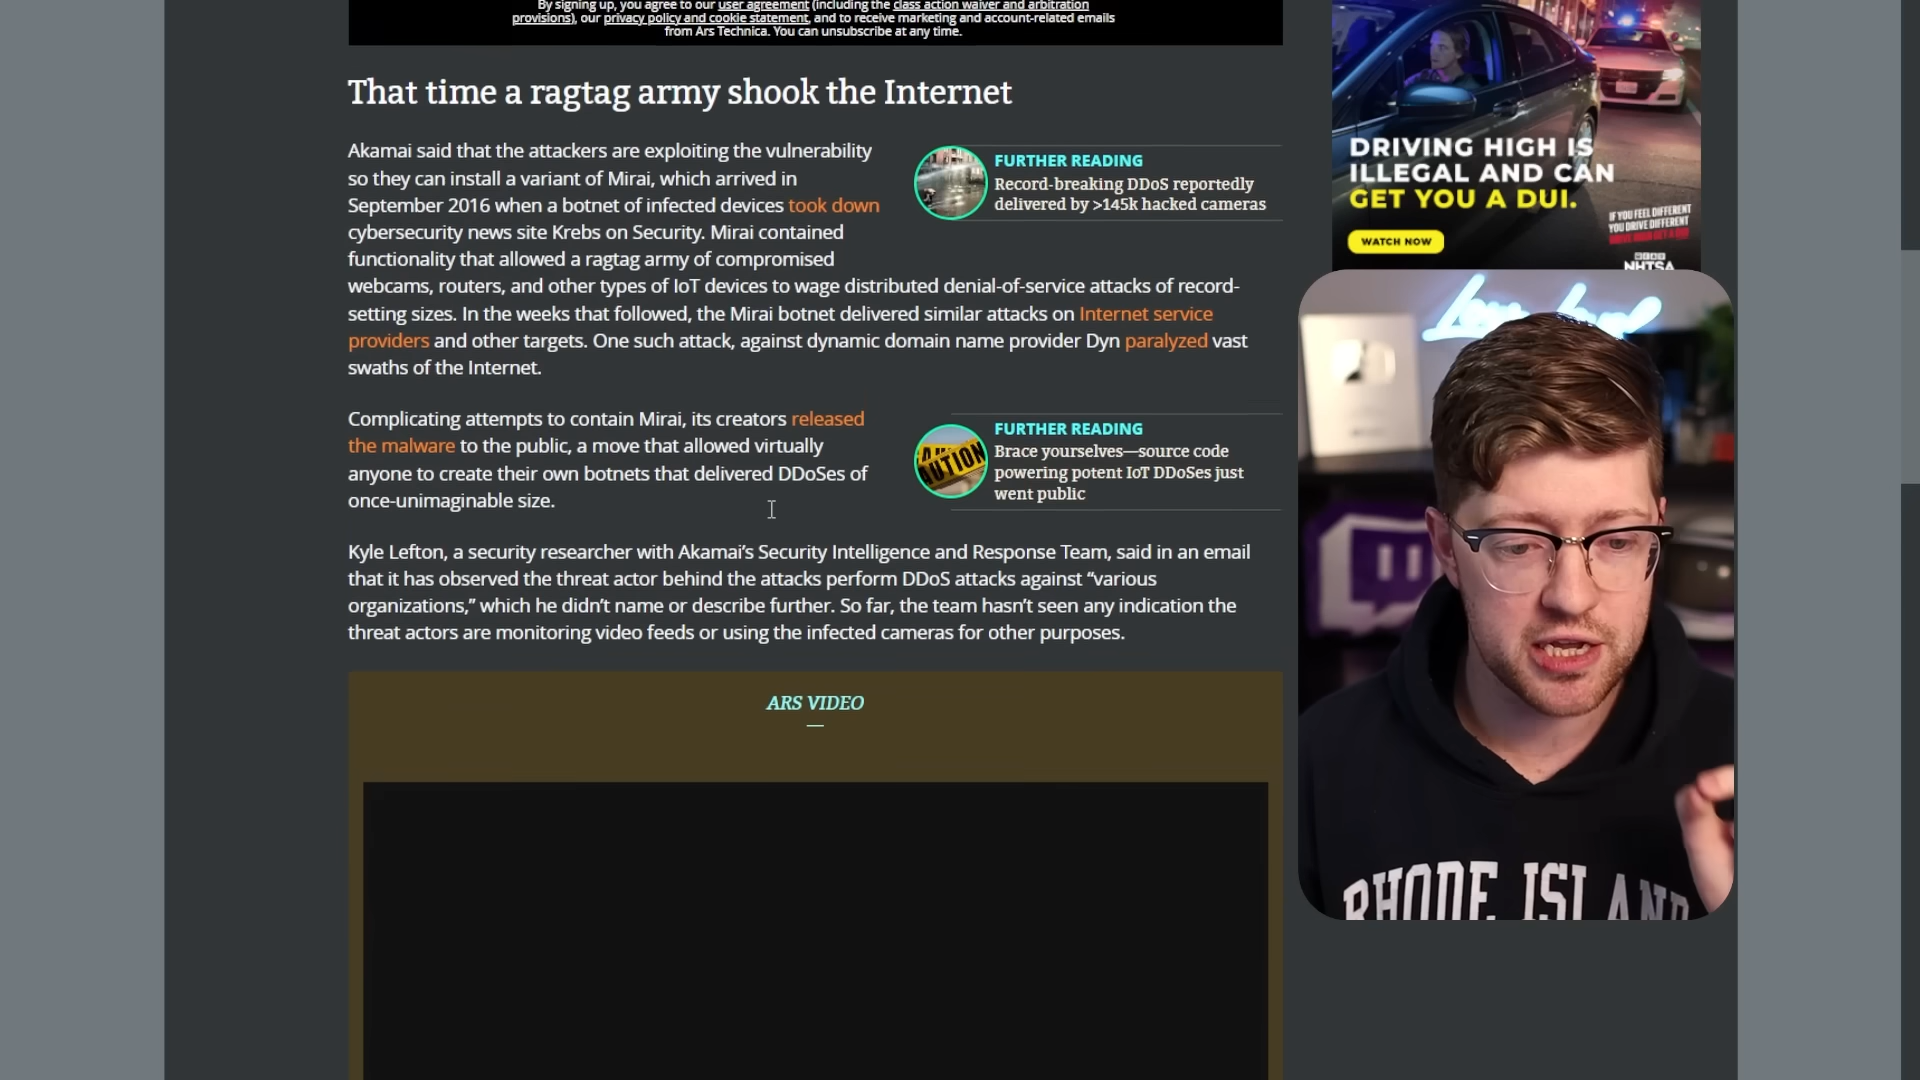 By signing up, you agree to our user agreement (including the class action waiver and arbitration
provisions), our privacy policy and cookie statement, and to receive marketing and account-related emails
from Ars Technica. You can unsubscribe at any time.
That time a ragtag army shook the Internet
Akamai said that the attackers are exploiting the vulnerability
so they can install a variant of Mirai, which arrived in
September 2016 when a botnet of infected devices took down
cybersecurity news site Krebs on Security. Mirai contained
functionality that allowed a ragtag army of compromised
webcams, routers, and other types of IoT devices to wage distributed denial-of-service attacks of record-
setting sizes. In the weeks that followed, the Mirai botnet delivered similar attacks on Internet service
providers and other targets. One such attack, against dynamic domain name provider Dyn paralyzed vast
swaths of the Internet.
FURTHER READING
Record-breaking DDoS reportedly
delivered by >145k hacked cameras
Complicating attempts to contain Mirai, its creators released
the malware to the public, a move that allowed virtually
anyone to create their own botnets that delivered DDoSes of
once-unimaginable size.
CAUTION
FURTHER READING
Brace yourselves—source code
powering potent IoT DDoSes just
went public
Kyle Lefton, a security researcher with Akamai's Security Intelligence and Response Team, said in an email
that it has observed the threat actor behind the attacks perform DDoS attacks against “various
organizations,” which he didn't name or describe further. So far, the team hasn't seen any indication the
threat actors are monitoring video feeds or using the infected cameras for other purposes.
ARS VIDEO
DRIVING HIGH IS
ILLEGAL AND CAN
GET YOU A DUI.
WATCH NOW
IF YOU FEEL DIFFERENT
YOU DRIVE DIFFERENT
NHTSA
RHODE ISLAND